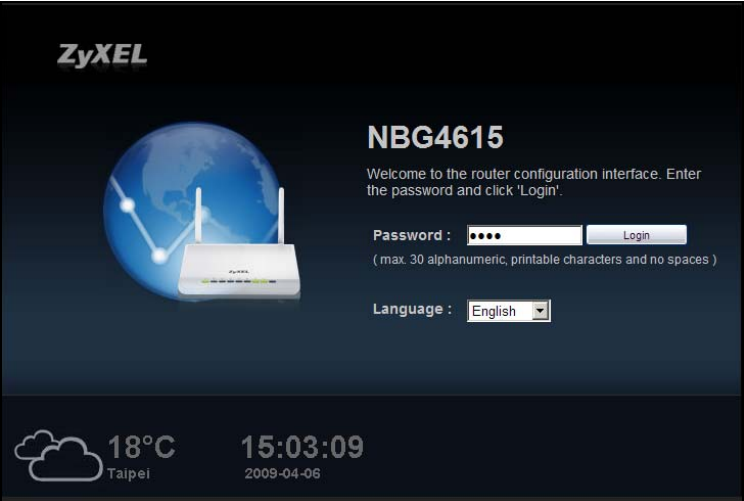 ZyXEL
NBG4615
Welcome to the router configuration interface. Enter
the password and click 'Login'.
Password :
●●●●
Login
( max. 30 alphanumeric, printable characters and no spaces )
Language :
English
ZyXEL
18°C
Taipei
15:03:09
2009-04-06